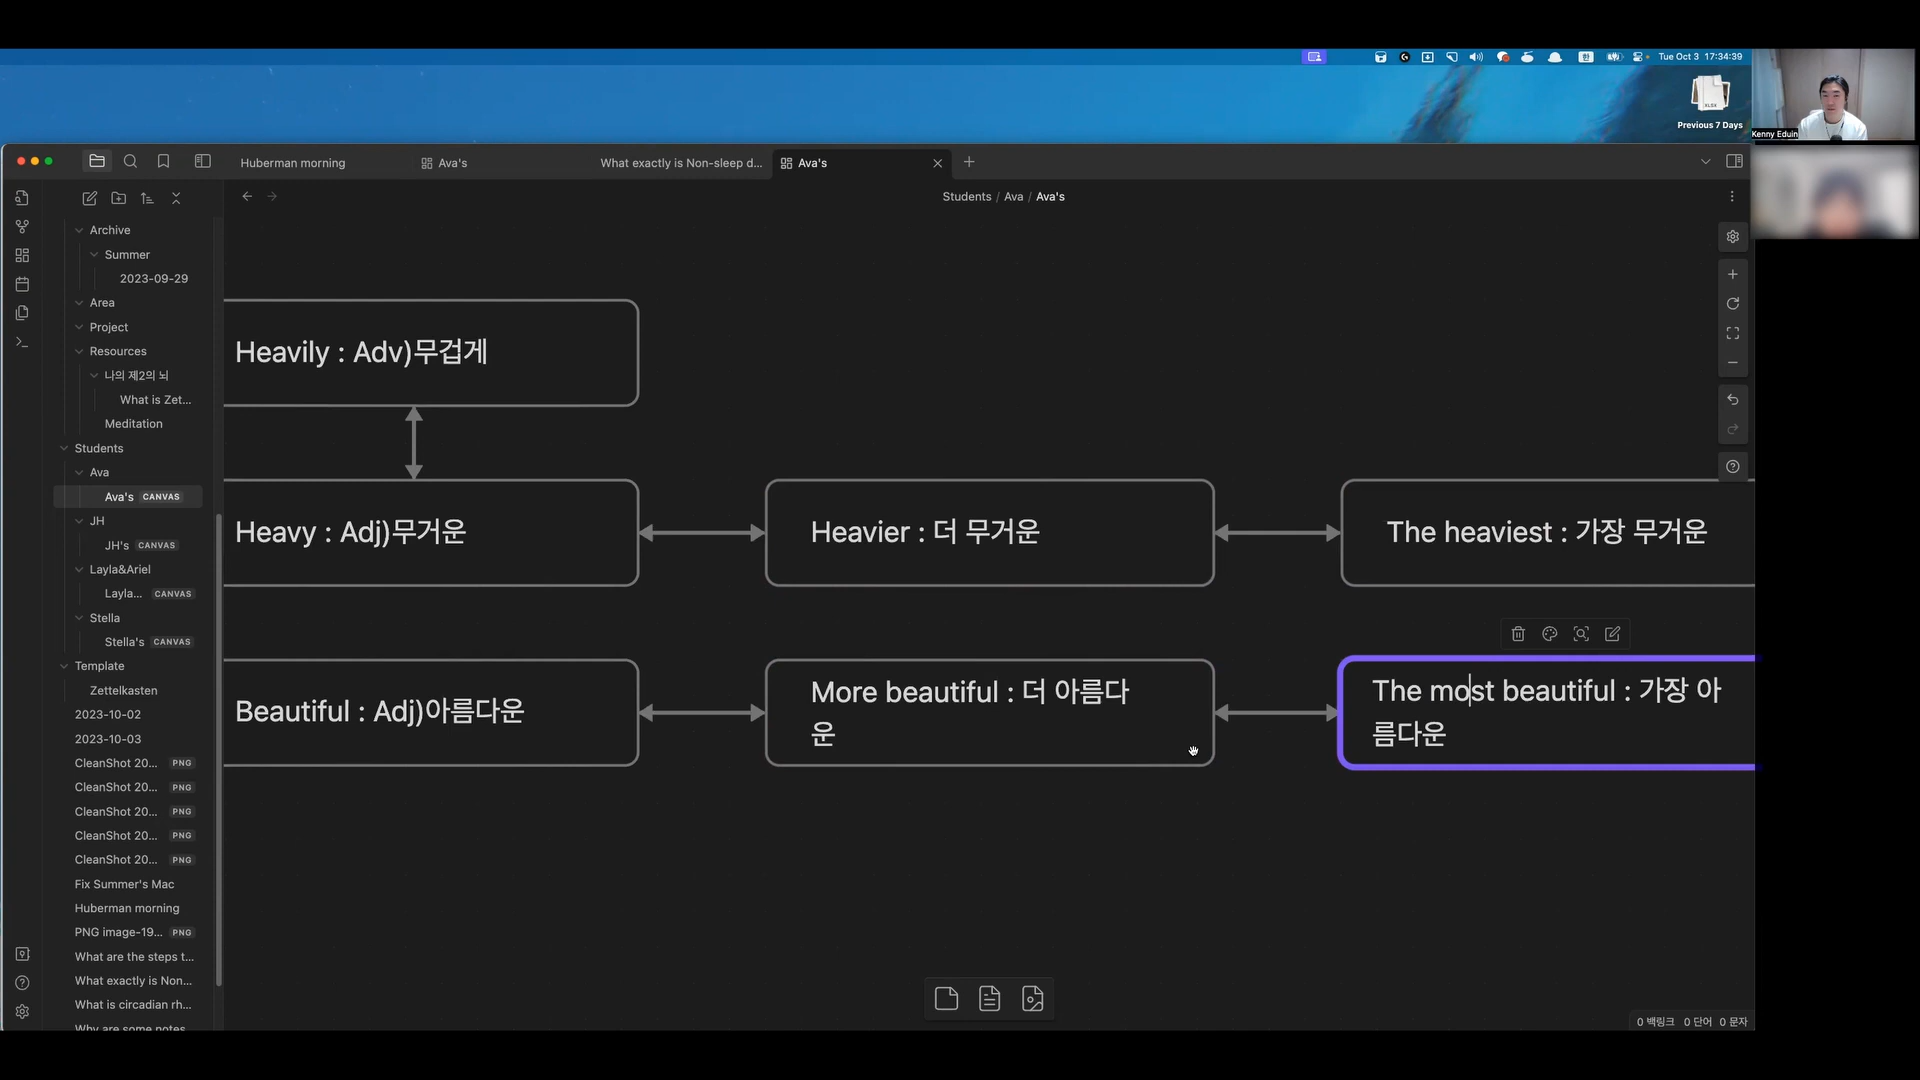 Tue Oct 3 17:34:39
XLSX
Previous 7 Days
Kenny Eduin
Huberman morning
Ava's
What exactly is Non-sleep d...
Ava's
Students / Ava / Ava's
Archive
Summer
2023-09-29
Area
Project
Resources
나의 제2의 뇌
What is Zet...
Meditation
Students
Ava
Ava's CANVAS
JH
JH's CANVAS
Layla&Ariel
Layla... CANVAS
Stella
Stella's CANVAS
Template
Zettelkasten
2023-10-02
2023-10-03
CleanShot 20... PNG
CleanShot 20... PNG
CleanShot 20... PNG
CleanShot 20... PNG
CleanShot 20... PNG
Fix Summer's Mac
Huberman morning
PNG image-19... PNG
What are the steps t...
What exactly is Non...
What is circadian rh...
Why are some notes
Heavily : Adv)무겁게
Heavy : Adj)무거운
Heavier : 더 무거운
The heaviest : 가장 무거운
Beautiful : Adj)아름다운
More beautiful : 더 아름다
운
The most beautiful : 가장 아
름다운
0 백링크 0 단어 0 문자